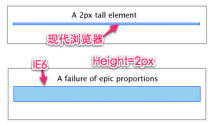 A 2px tall element
现代浏览器
IE6
Height=2px
A failure of epic proportions